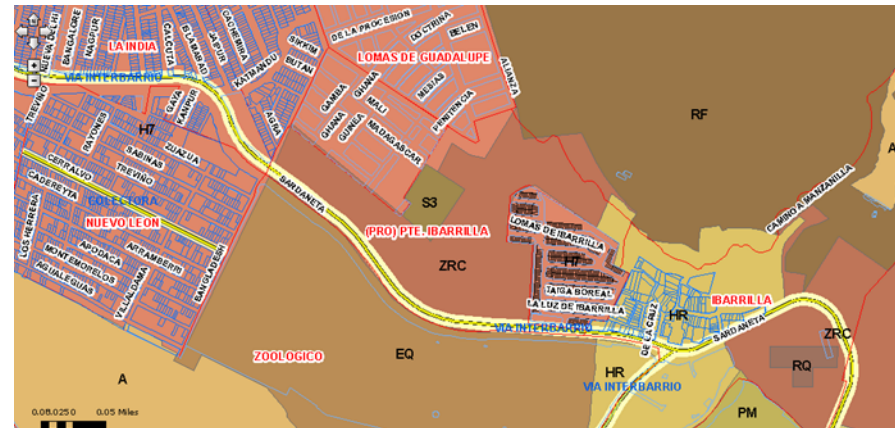 NUEVA DELHI
BANGALORE
NAGPUR
LA INDIA
CALCUTA
ISLAMABAD
JAIPUR
CACHEMIRA
KATMANDU
SIKKIM
BUTAN
DE LA PROCESION
DOCTRINA
BELEN
LOMAS DE GUADALUPE
ALIANZA
VIA INTERBARRIO
GAYA
KANPUR
AGRA
GAMBA
GHANA
GHANA
MALI
GUINEA
MADAGASCAR
MESIAS
PENITENCIA
RF
A
TREVIÑO
RAYONES
H7
ZUAZUA
SABINAS
TREVIÑO
CERRALVO
CADEREYTA
COLECTORA
NUEVO LEON
LOS HERRERA
APODACA
ARRAMBERRI
MONTEMORELOS
AGUALEGUAS
VILLALDAMA
BANGLADESH
SARDANETA
S3
(PRO) PTE. IBARRILLA
ZRC
LOMAS DE IBARRILLA
H7
TAIGA BOREAL
LA LUZ DE IBARRILLA
CAMINO A MANZANILLA
IBARRILLA
HR
DE LA CRUZ
SARDANETA
VIA INTERBARRIO
ZRC
ZOOLOGICO
EQ
HR
VIA INTERBARRIO
RQ
PM
A
0.05 Miles